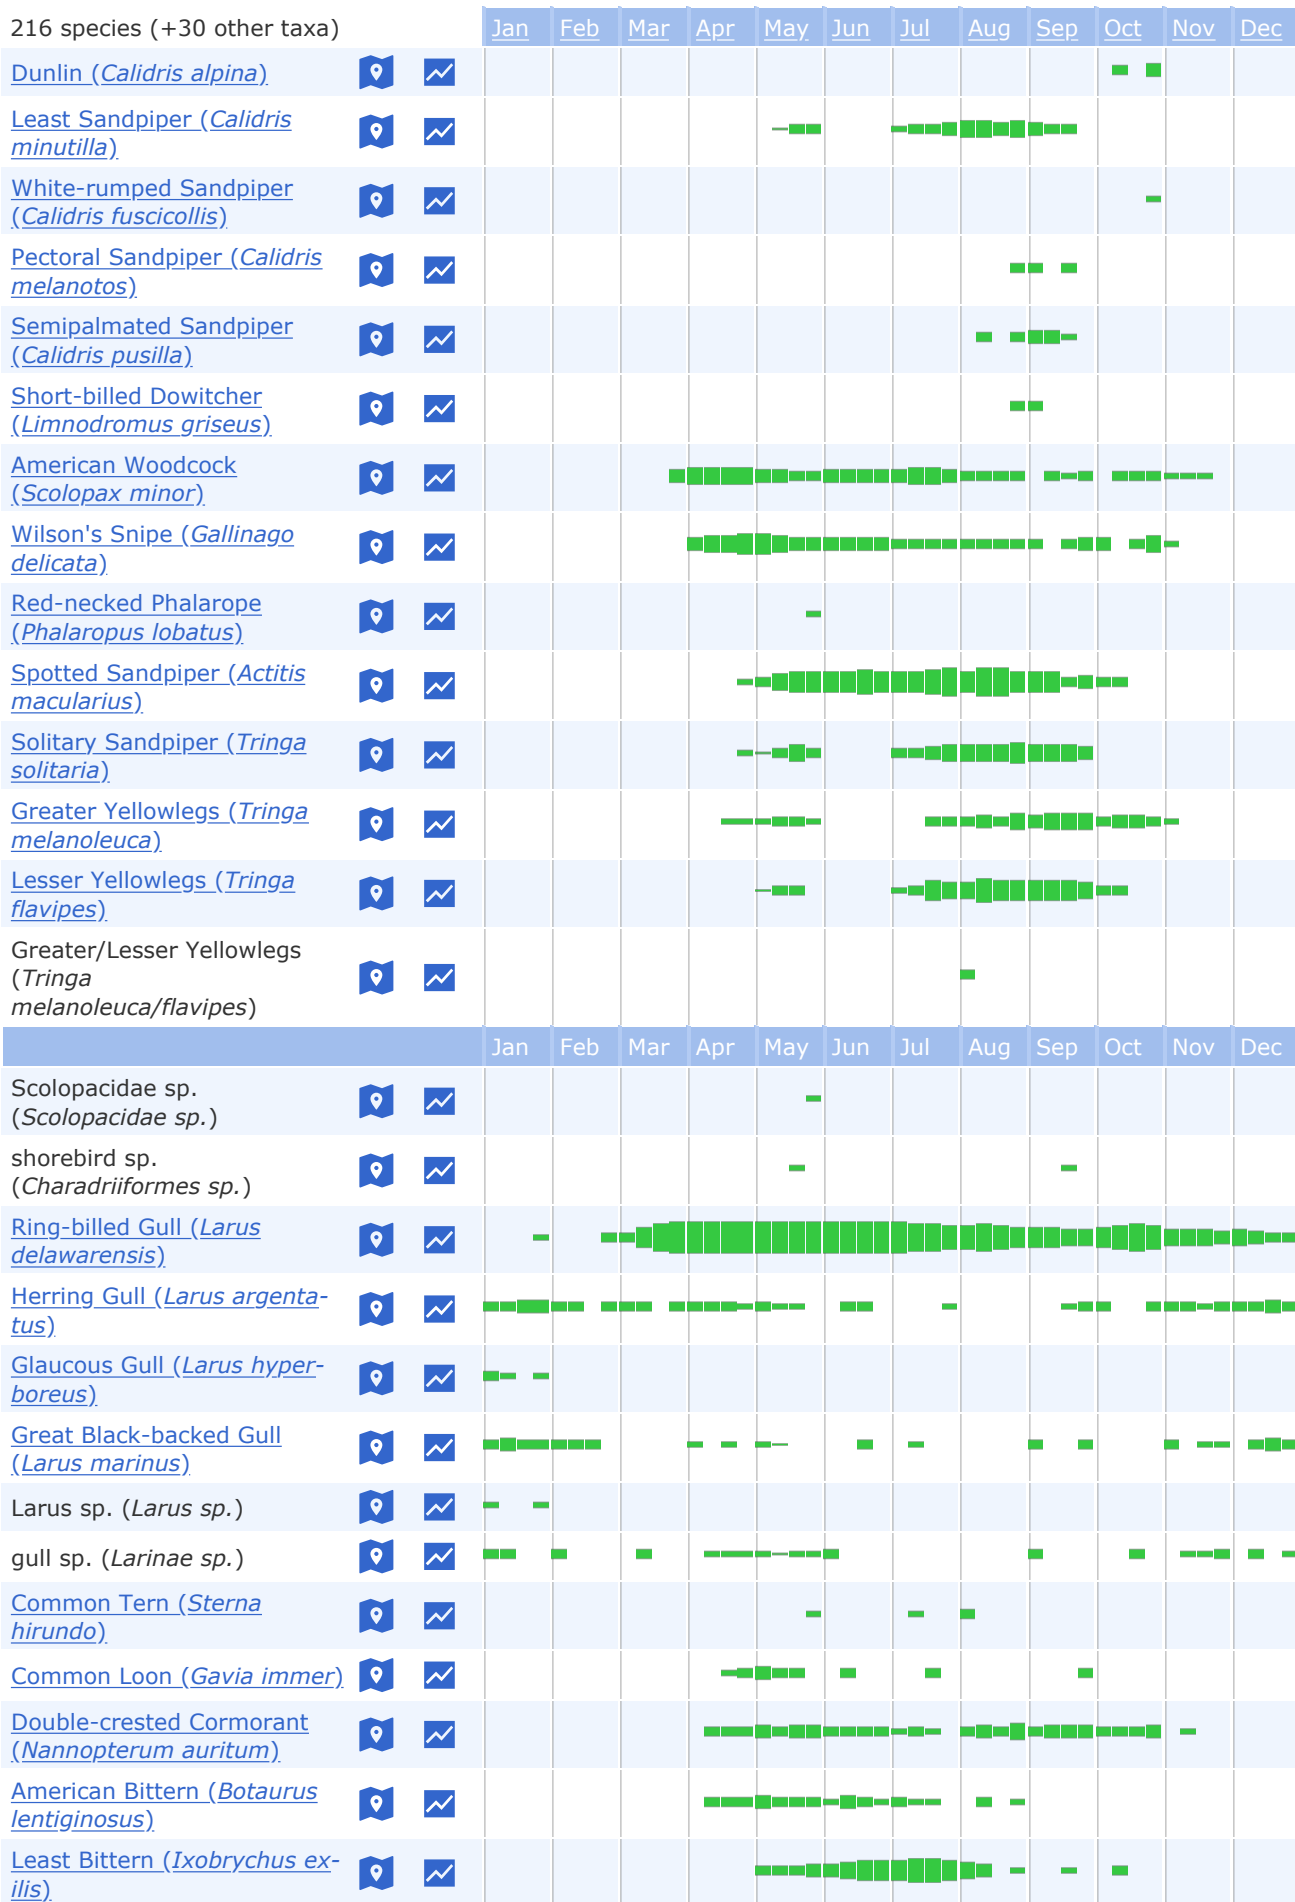 216 species (+30 other taxa) Jan Feb Mar Apr May Jun Jul Aug Sep Oct Nov Dec
Dunlin (Calidris alpina)
Least Sandpiper (Calidris
minutilla)
White-rumped Sandpiper
(Calidris fuscicollis)
Pectoral Sandpiper (Calidris
melanotos)
Semipalmated Sandpiper
(Calidris pusilla)
Short-billed Dowitcher
(Limnodromus griseus)
American Woodcock
(Scolopax minor)
Wilson's Snipe (Gallinago
delicata)
Red-necked Phalarope
(Phalaropus lobatus)
Spotted Sandpiper (Actitis
macularius)
Solitary Sandpiper (Tringa
solitaria)
Greater Yellowlegs (Tringa
melanoleuca)
Lesser Yellowlegs (Tringa
flavipes)
Greater/Lesser Yellowlegs
(Tringa
melanoleuca/flavipes)
Jan Feb Mar Apr May Jun Jul Aug Sep Oct Nov Dec
Scolopacidae sp.
(Scolopacidae sp.)
shorebird sp.
(Charadriiformes sp.)
Ring-billed Gull (Larus
delawarensis)
Herring Gull (Larus argenta-
tus)
Glaucous Gull (Larus hyper-
boreus)
Great Black-backed Gull
(Larus marinus)
Larus sp. (Larus sp.)
gull sp. (Larinae sp.)
Common Tern (Sterna
hirundo)
Common Loon (Gavia immer)
Double-crested Cormorant
(Nannopterum auritum)
American Bittern (Botaurus
lentiginosus)
Least Bittern (Ixobrychus ex-
ilis)